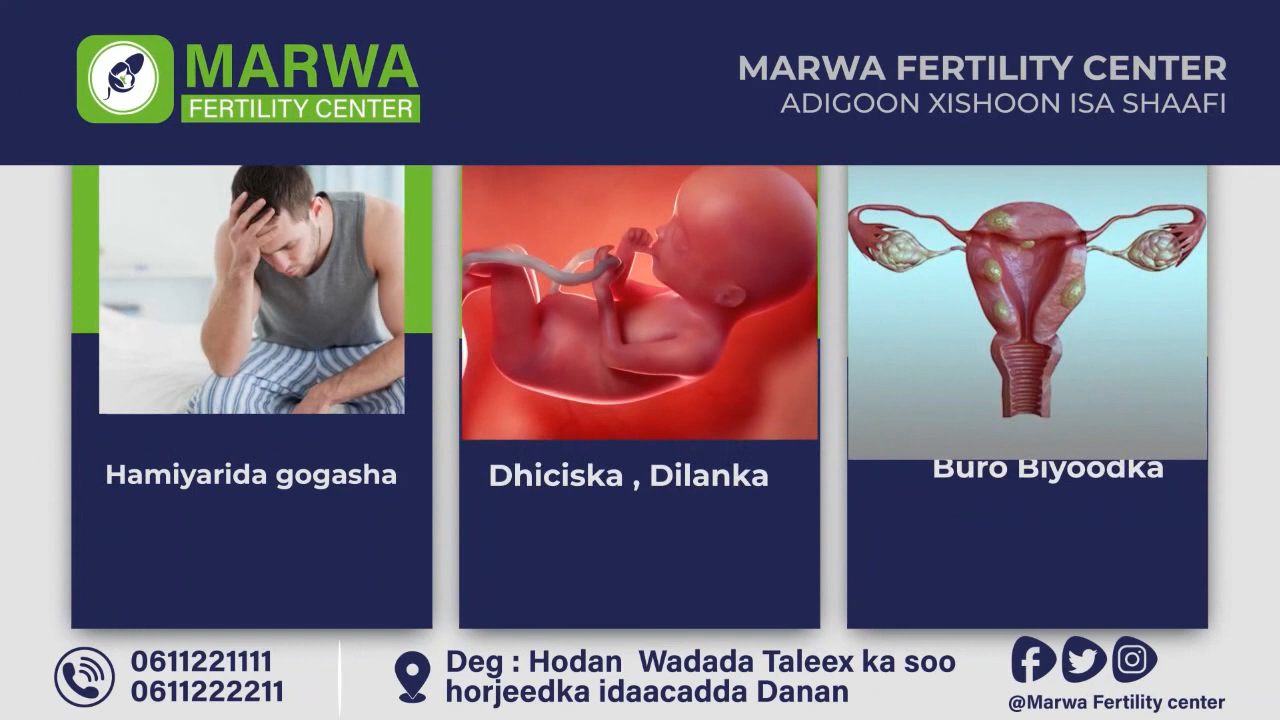 MARWA
FERTILITY CENTER
MARWA FERTILITY CENTER
ADIGOON XISHOON ISA SHAAFI
Hamiyarida gogasha
Dhiciska , Dilanka
Buro Biyoodka
0611221111
0611222211
Deg : Hodan Wadada Taleex ka soo
horjeedka idaacadda Danan
@Marwa Fertility center